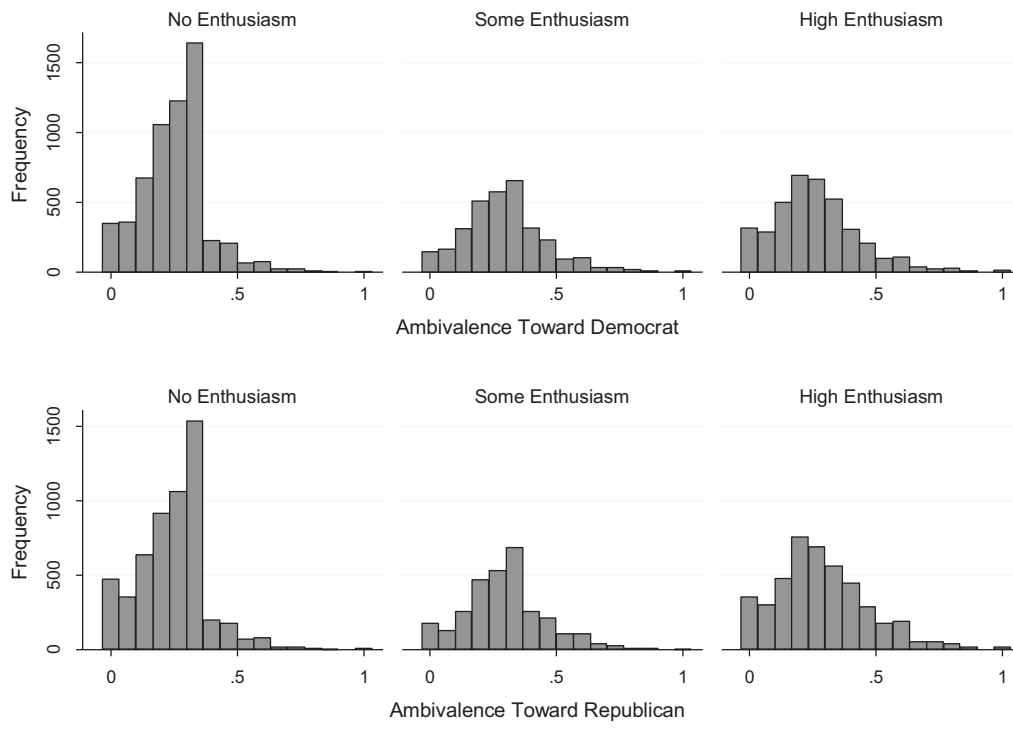 No Enthusiasm Some Enthusiasm High Enthusiasm
Frequency
1500
1000
500
0
0 .5 1 0 .5 1 0 .5 1
Ambivalence Toward Democrat
No Enthusiasm Some Enthusiasm High Enthusiasm
Frequency
1500
1000
500
0
0 .5 1 0 .5 1 0 .5 1
Ambivalence Toward Republican